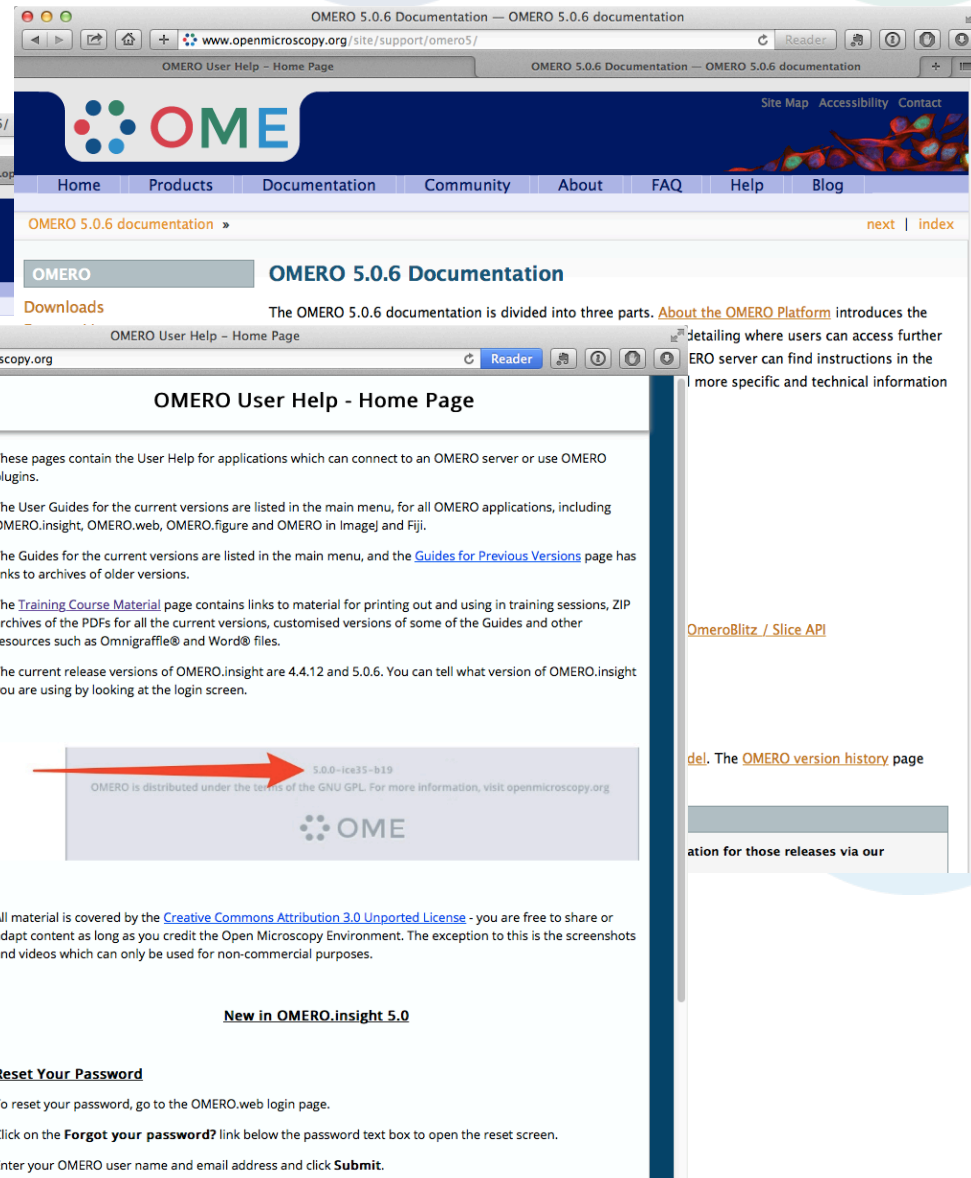 OMERO 5.0.6 Documentation — OMERO 5.0.6 documentation
www.openmicroscopy.org/site/support/omero5/
Reader
OMERO User Help – Home Page
OMERO 5.0.6 Documentation — OMERO 5.0.6 documentation
Site Map Accessibility Contact
OME
Home Products Documentation Community About FAQ Help Blog
OMERO 5.0.6 documentation »
next | index
OMERO
OMERO 5.0.6 Documentation
Downloads
The OMERO 5.0.6 documentation is divided into three parts. About the OMERO Platform introduces the
detailing where users can access further
ERO server can find instructions in the
more specific and technical information
OmeroBlitz / Slice API
del. The OMERO version history page
ation for those releases via our
OMERO User Help – Home Page
scopy.org
Reader
OMERO User Help - Home Page
hese pages contain the User Help for applications which can connect to an OMERO server or use OMERO
lugins.
he User Guides for the current versions are listed in the main menu, for all OMERO applications, including
OMERO.insight, OMERO.web, OMERO.figure and OMERO in ImageJ and Fiji.
he Guides for the current versions are listed in the main menu, and the Guides for Previous Versions page has
nks to archives of older versions.
he Training Course Material page contains links to material for printing out and using in training sessions, ZIP
rchives of the PDFs for all the current versions, customised versions of some of the Guides and other
esources such as Omnigraffle® and Word® files.
he current release versions of OMERO.insight are 4.4.12 and 5.0.6. You can tell what version of OMERO.insight
ou are using by looking at the login screen.
5.0.0-ice35-b19
OMERO is distributed under the terms of the GNU GPL. For more information, visit openmicroscopy.org
OME
All material is covered by the Creative Commons Attribution 3.0 Unported License - you are free to share or
dapt content as long as you credit the Open Microscopy Environment. The exception to this is the screenshots
nd videos which can only be used for non-commercial purposes.
New in OMERO.insight 5.0
Reset Your Password
o reset your password, go to the OMERO.web login page.
Click on the Forgot your password? link below the password text box to open the reset screen.
nter your OMERO user name and email address and click Submit.